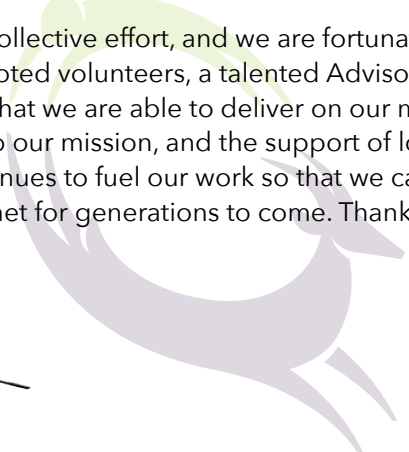 ollective effort, and we are fortuna
oted volunteers, a talented Adviso
hat we are able to deliver on our m
o our mission, and the support of lo
nues to fuel our work so that we ca
net for generations to come. Thank